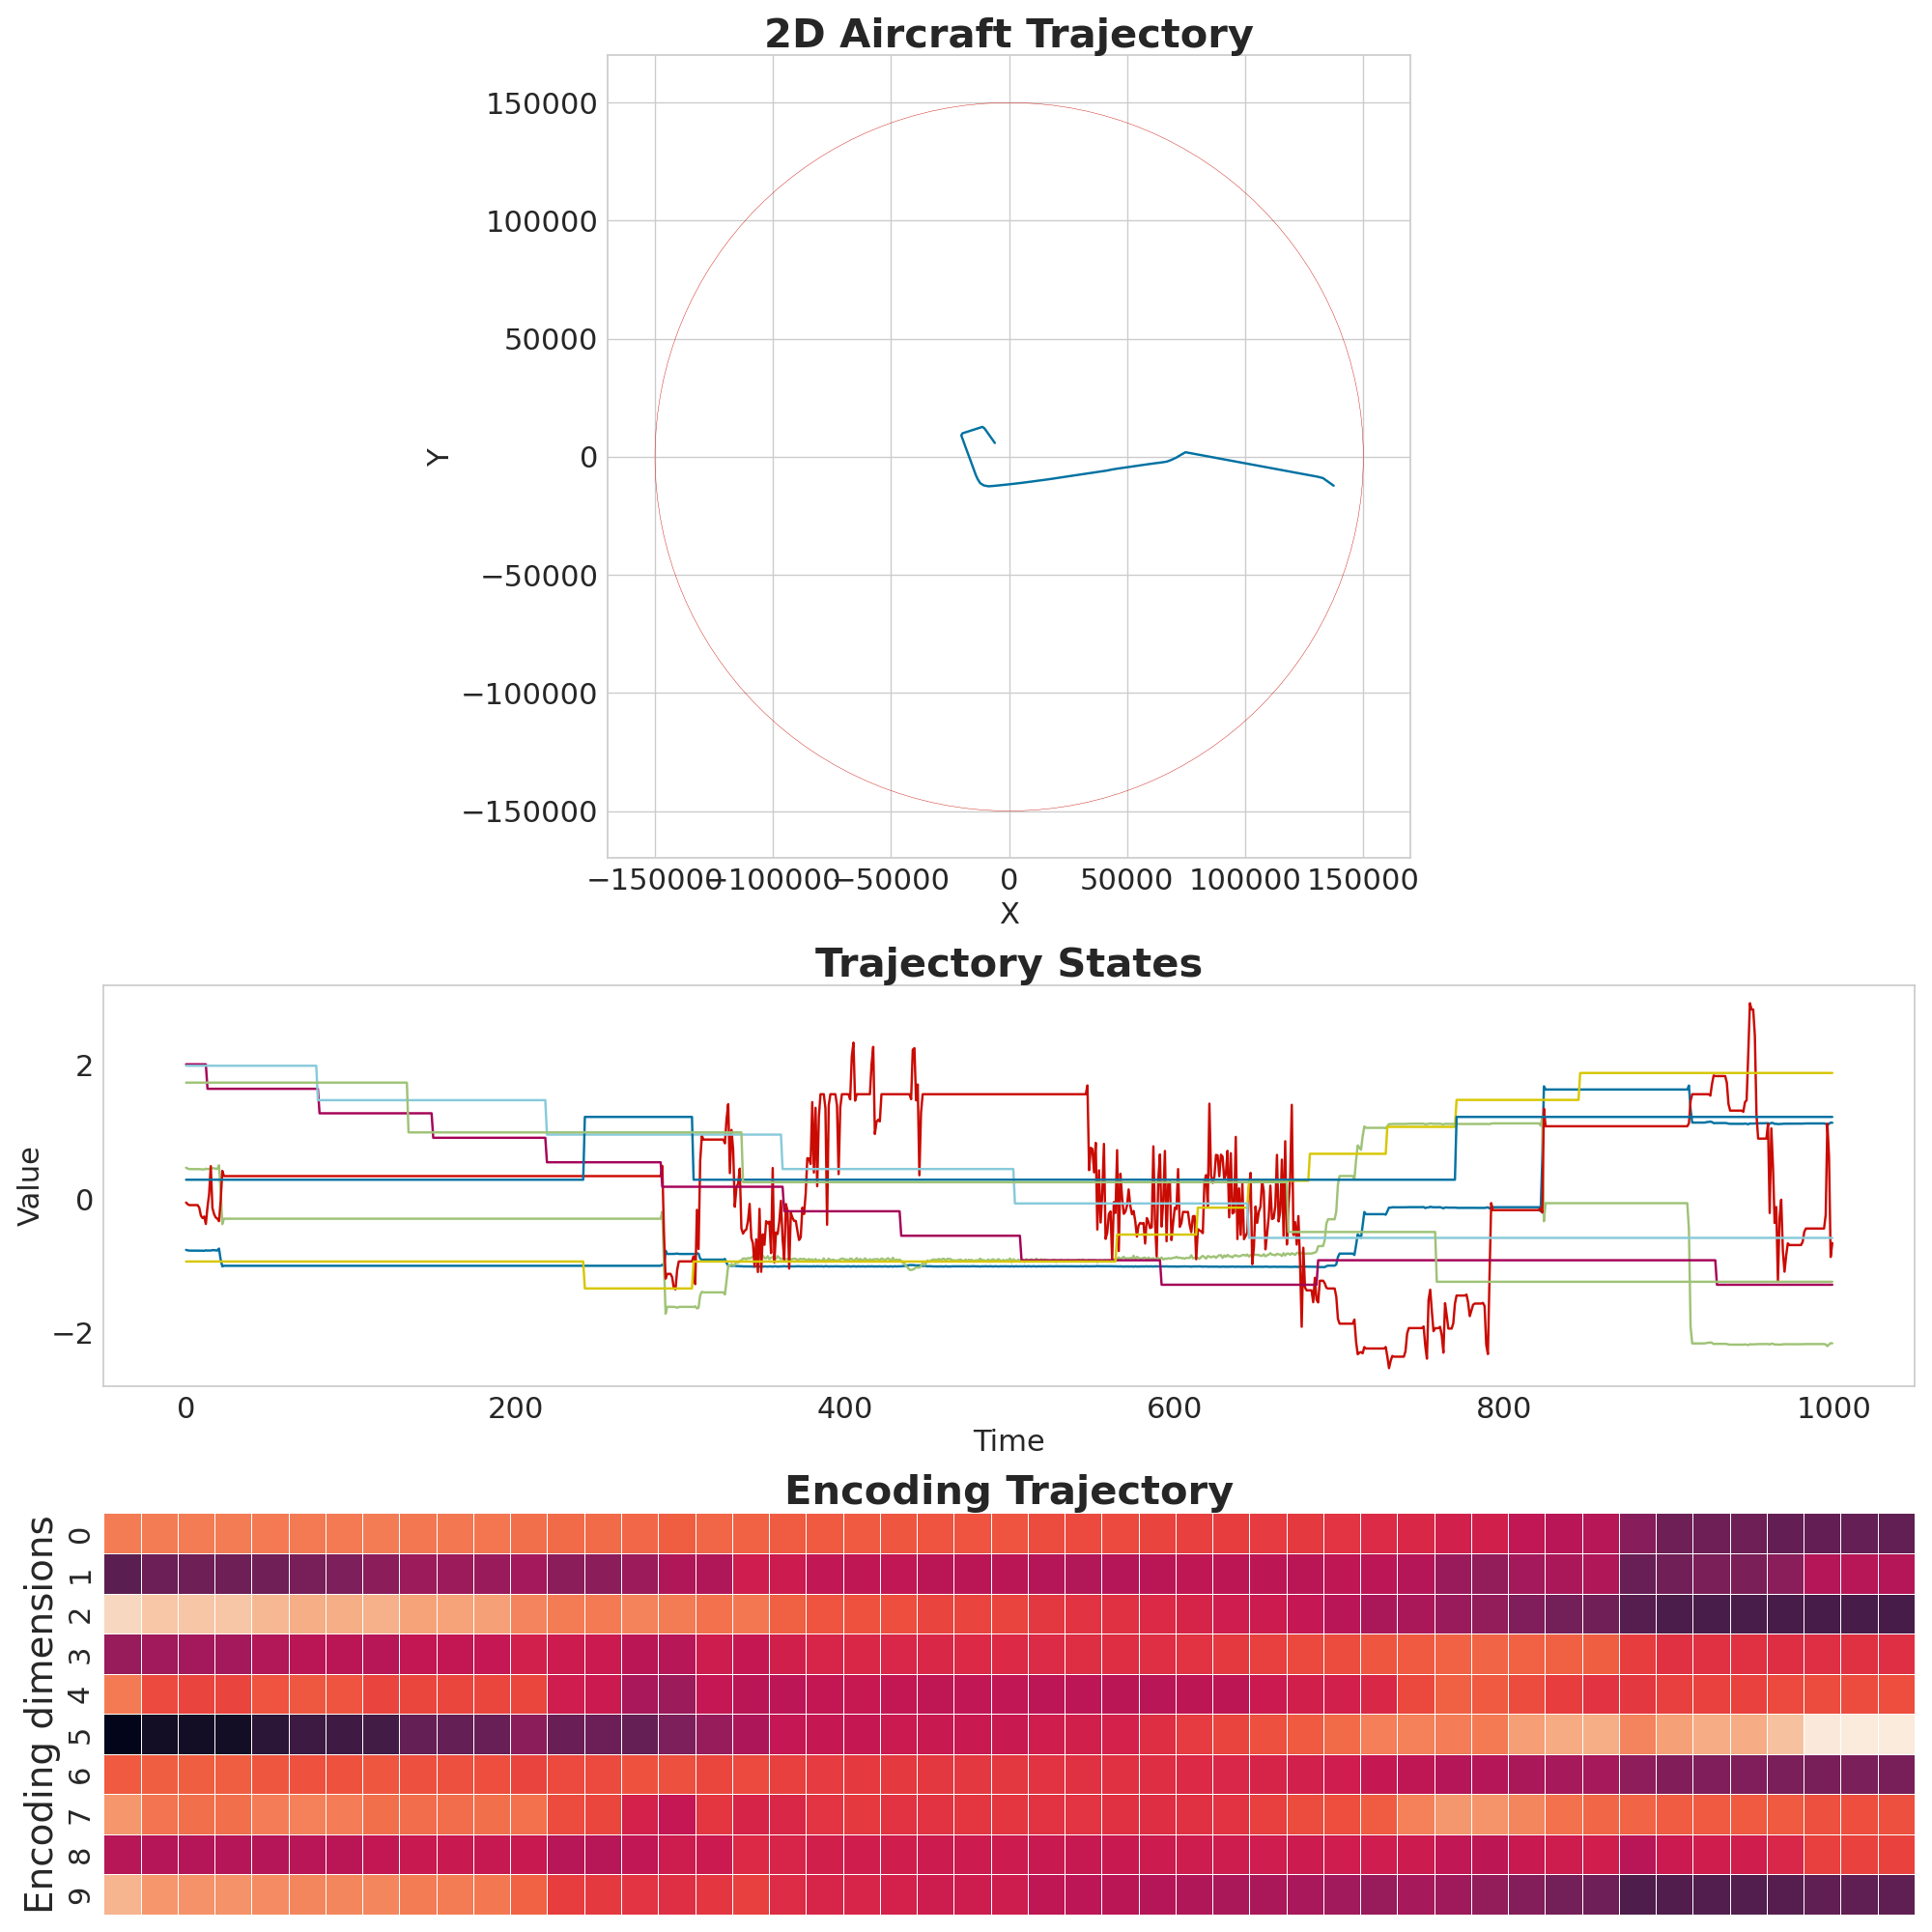 2D Aircraft Trajectory
150000
100000
50000
0
−50000
−100000
−150000
Y
−150000 −100000 −50000 0 50000 100000 150000
X
Trajectory States
2
0
−2
Value
0 200 400 600 800 1000
Time
Encoding Trajectory
0
1
2
3
4
5
6
7
8
9
Encoding dimensions